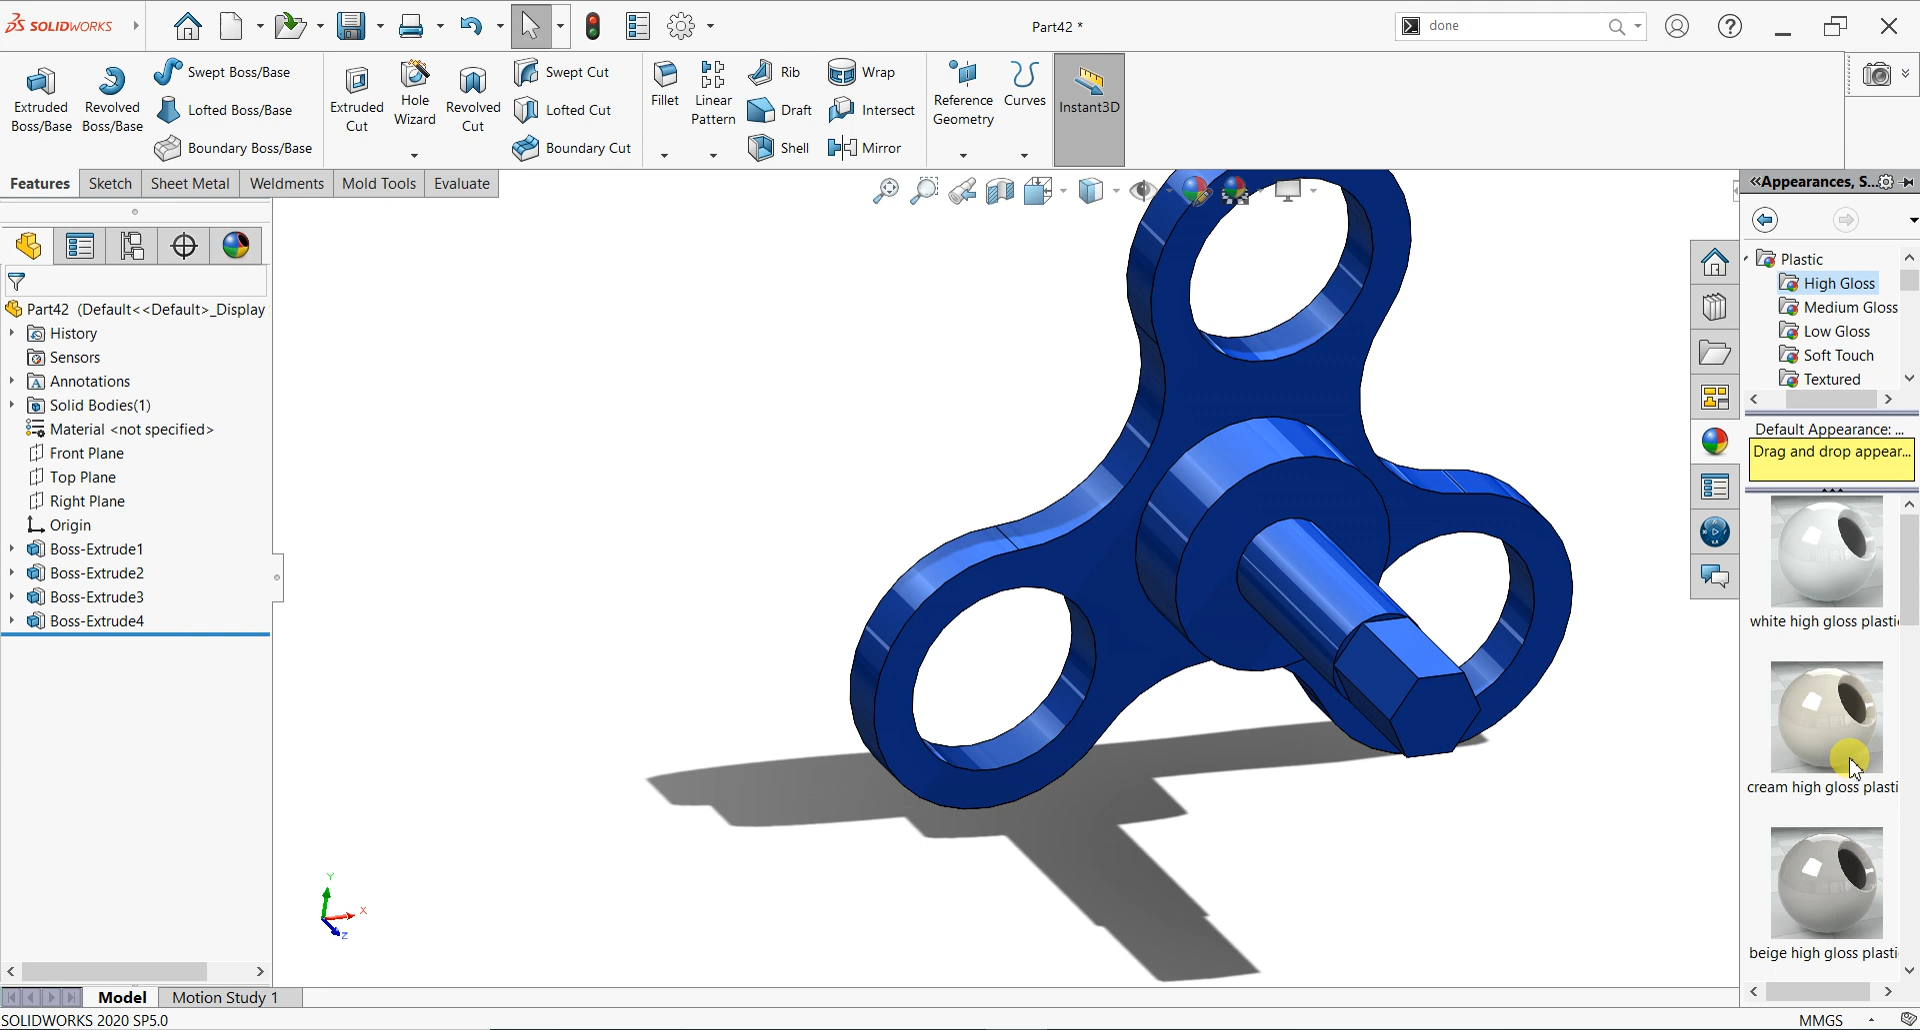 SOLIDWORKS
Part42 *
done
Extruded Boss/Base
Revolved Boss/Base
Swept Boss/Base
Lofted Boss/Base
Boundary Boss/Base
Extruded Cut
Hole Wizard
Revolved Cut
Swept Cut
Lofted Cut
Boundary Cut
Fillet
Linear Pattern
Rib
Draft
Shell
Wrap
Intersect
Mirror
Reference Geometry
Curves
Instant3D
Features
Sketch
Sheet Metal
Weldments
Mold Tools
Evaluate
Part42 (Default<<Default>_Display
History
Sensors
Annotations
Solid Bodies(1)
Material <not specified>
Front Plane
Top Plane
Right Plane
Origin
Boss-Extrude1
Boss-Extrude2
Boss-Extrude3
Boss-Extrude4
Y
X
Z
«Appearances, S...
Plastic
High Gloss
Medium Gloss
Low Gloss
Soft Touch
Textured
Default Appearance: ...
Drag and drop appear...
white high gloss plasti
cream high gloss plasti
beige high gloss plasti
Model
Motion Study 1
SOLIDWORKS 2020 SP5.0
MMGS